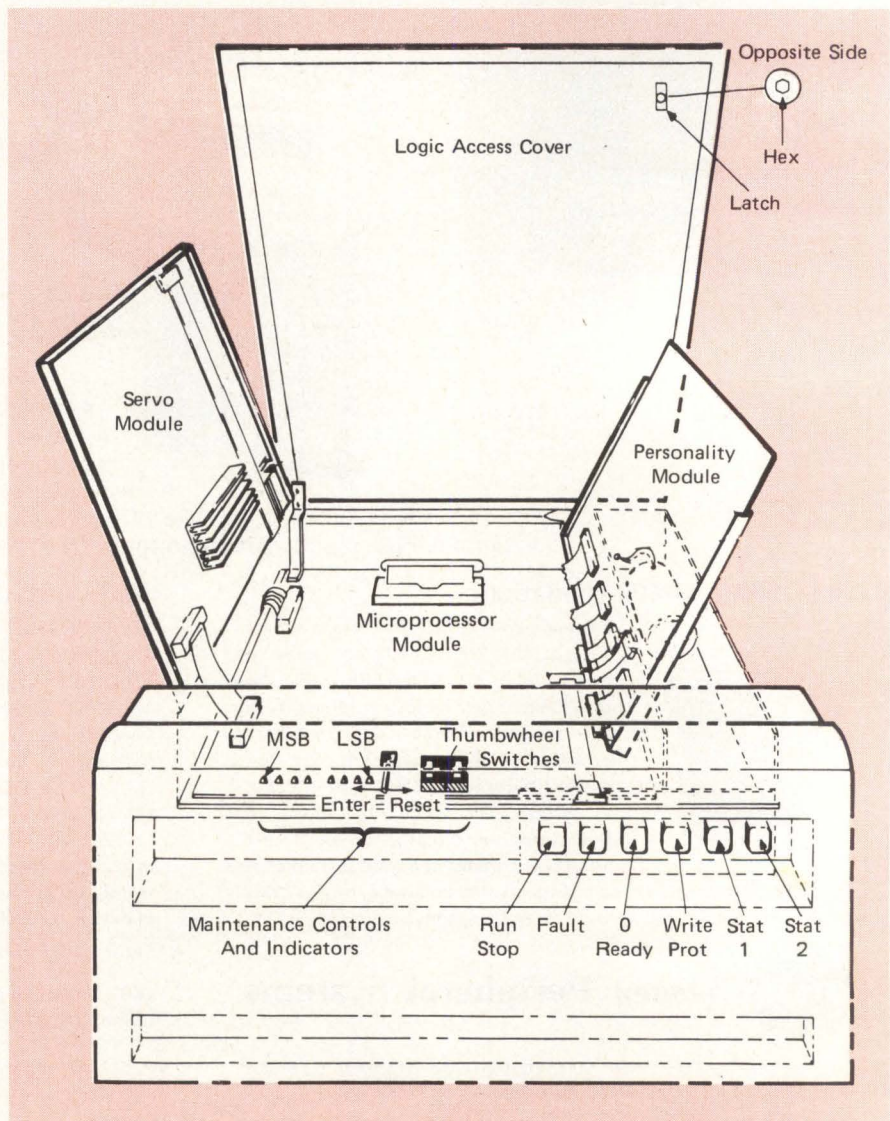 Opposite Side
Logic Access Cover
Hex
Latch
Servo
Module
Personality
Module
Microprocessor
Module
MSB
LSB
Thumbwheel
Switches
Enter
Reset
Maintenance Controls
And Indicators
Run
Stop
Fault
0
Ready
Write
Prot
Stat
1
Stat
2